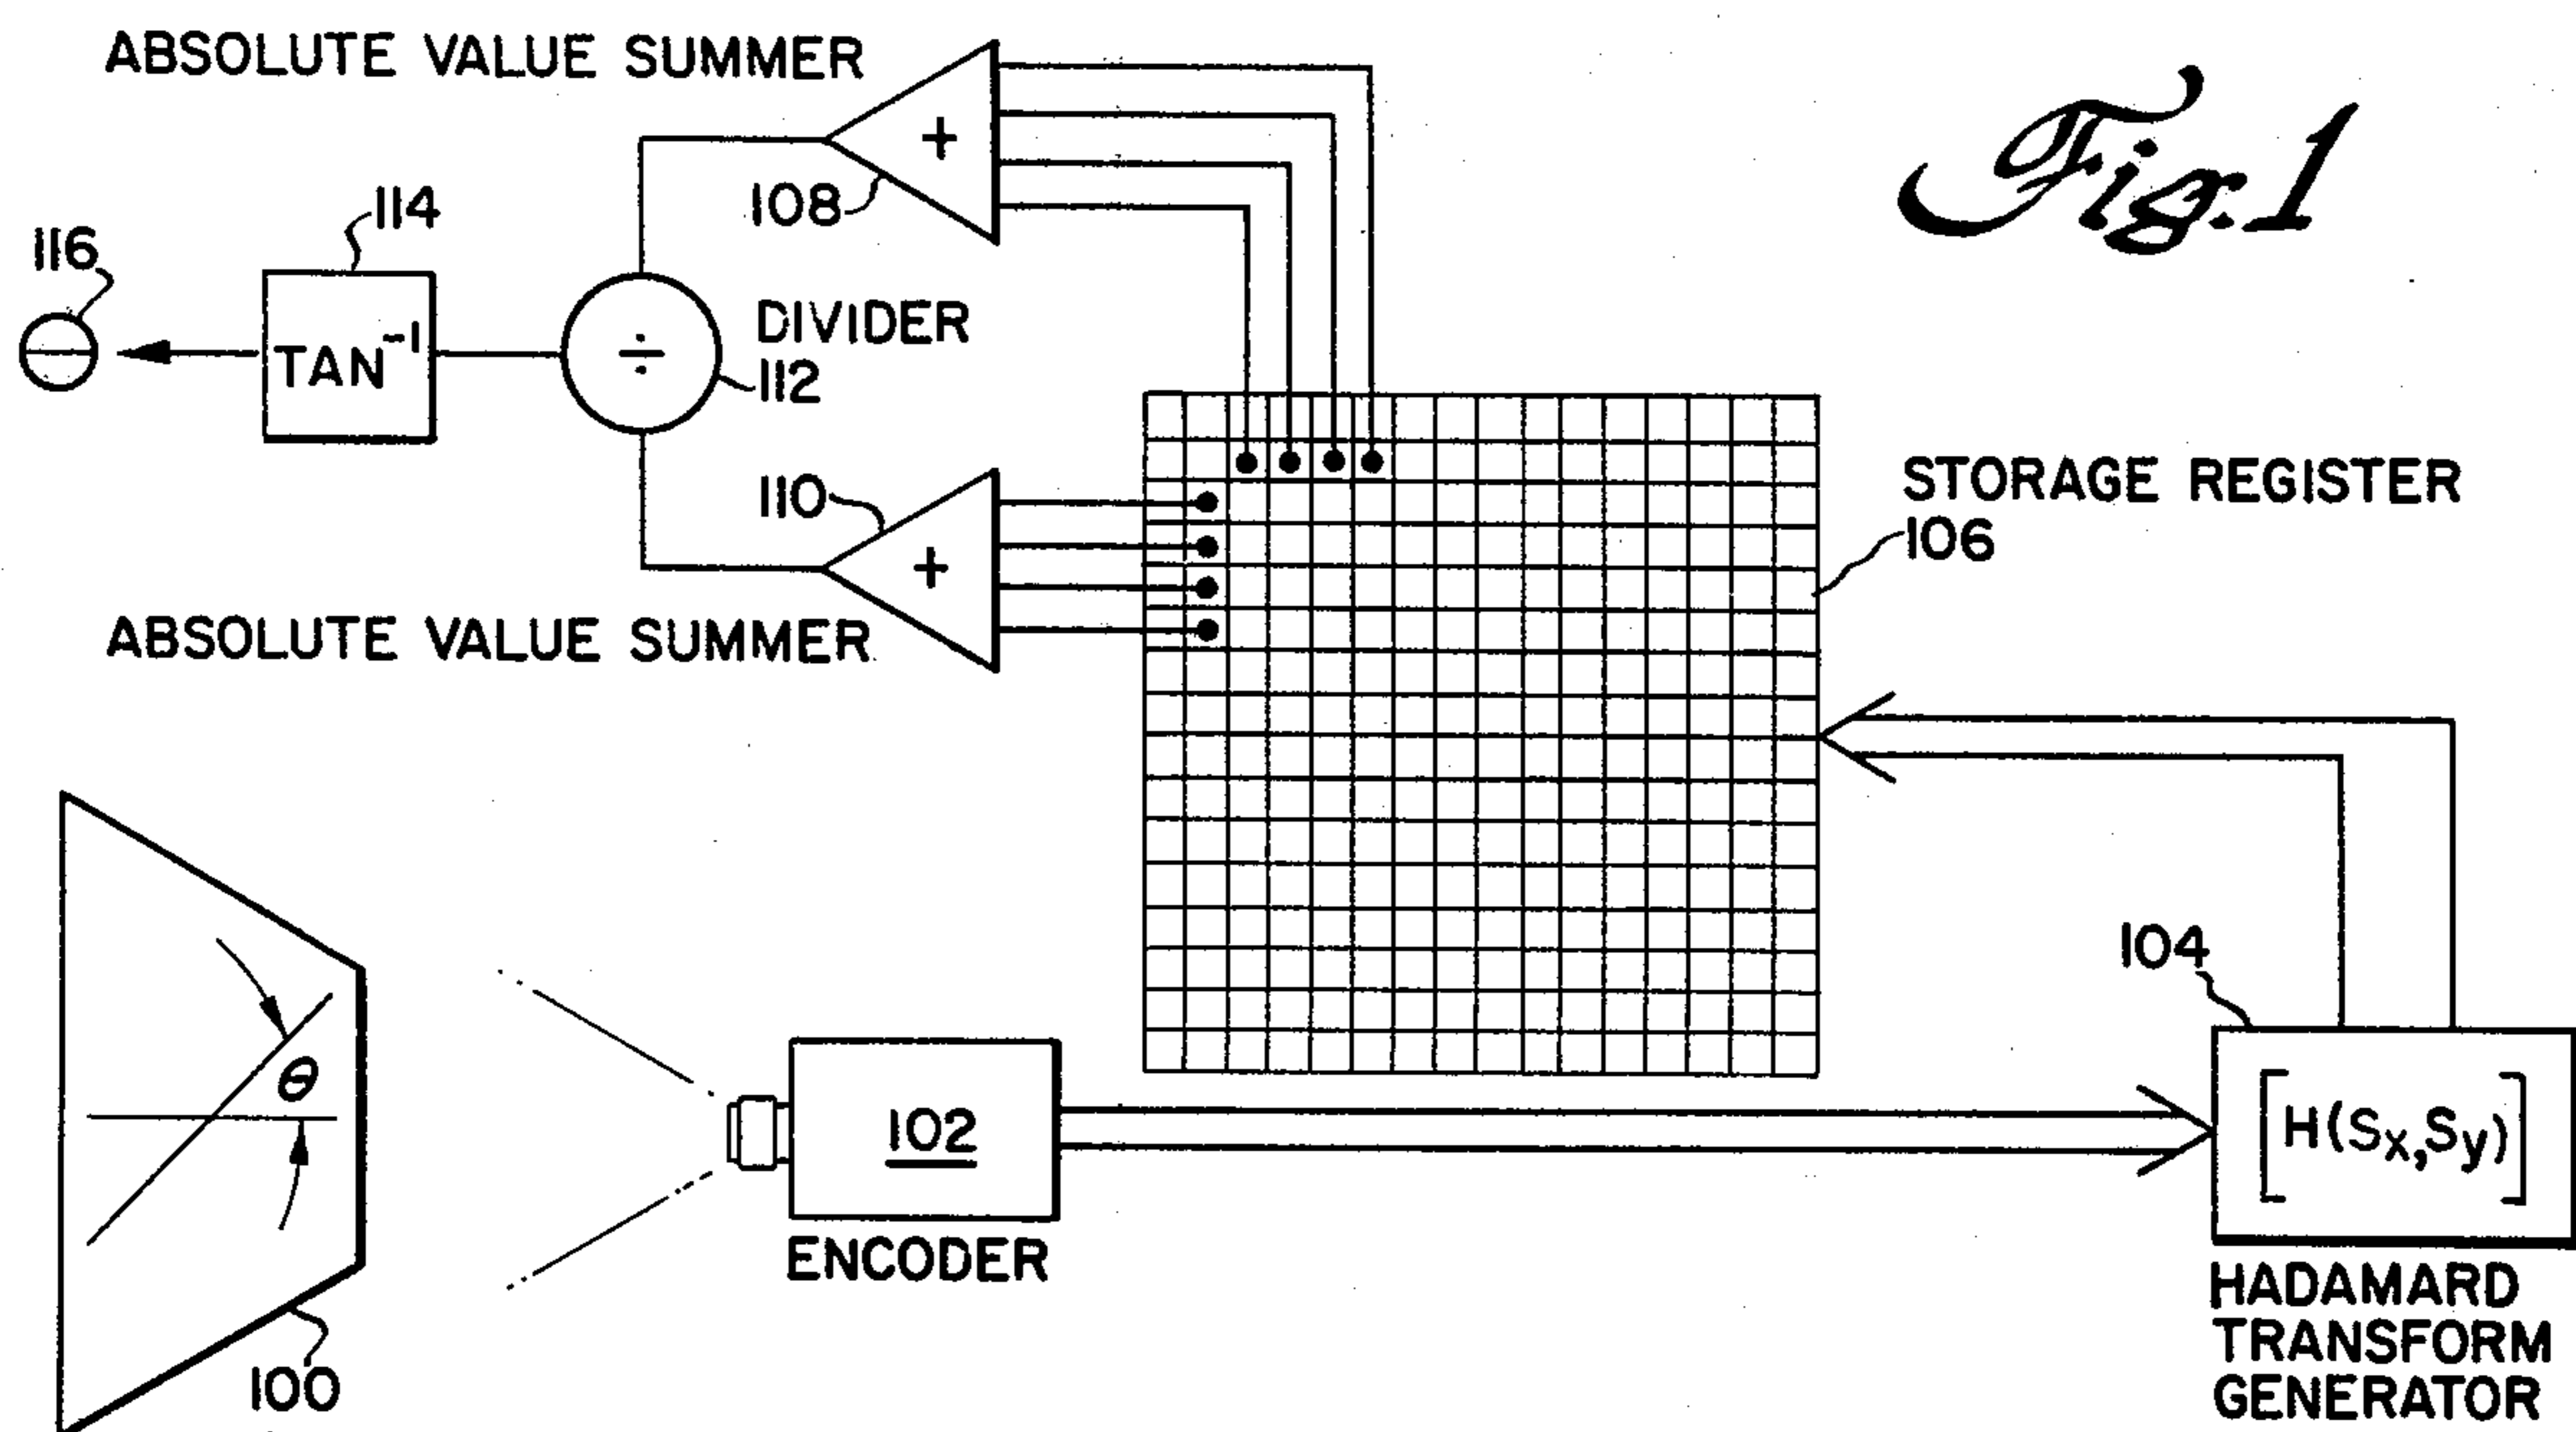 Fig. 1
ABSOLUTE VALUE SUMMER
+
108
114
116
TAN⁻¹
÷
DIVIDER
112
110
+
ABSOLUTE VALUE SUMMER
STORAGE REGISTER
106
104
θ
100
102
ENCODER
[H(Sx,Sy)]
HADAMARD
TRANSFORM
GENERATOR